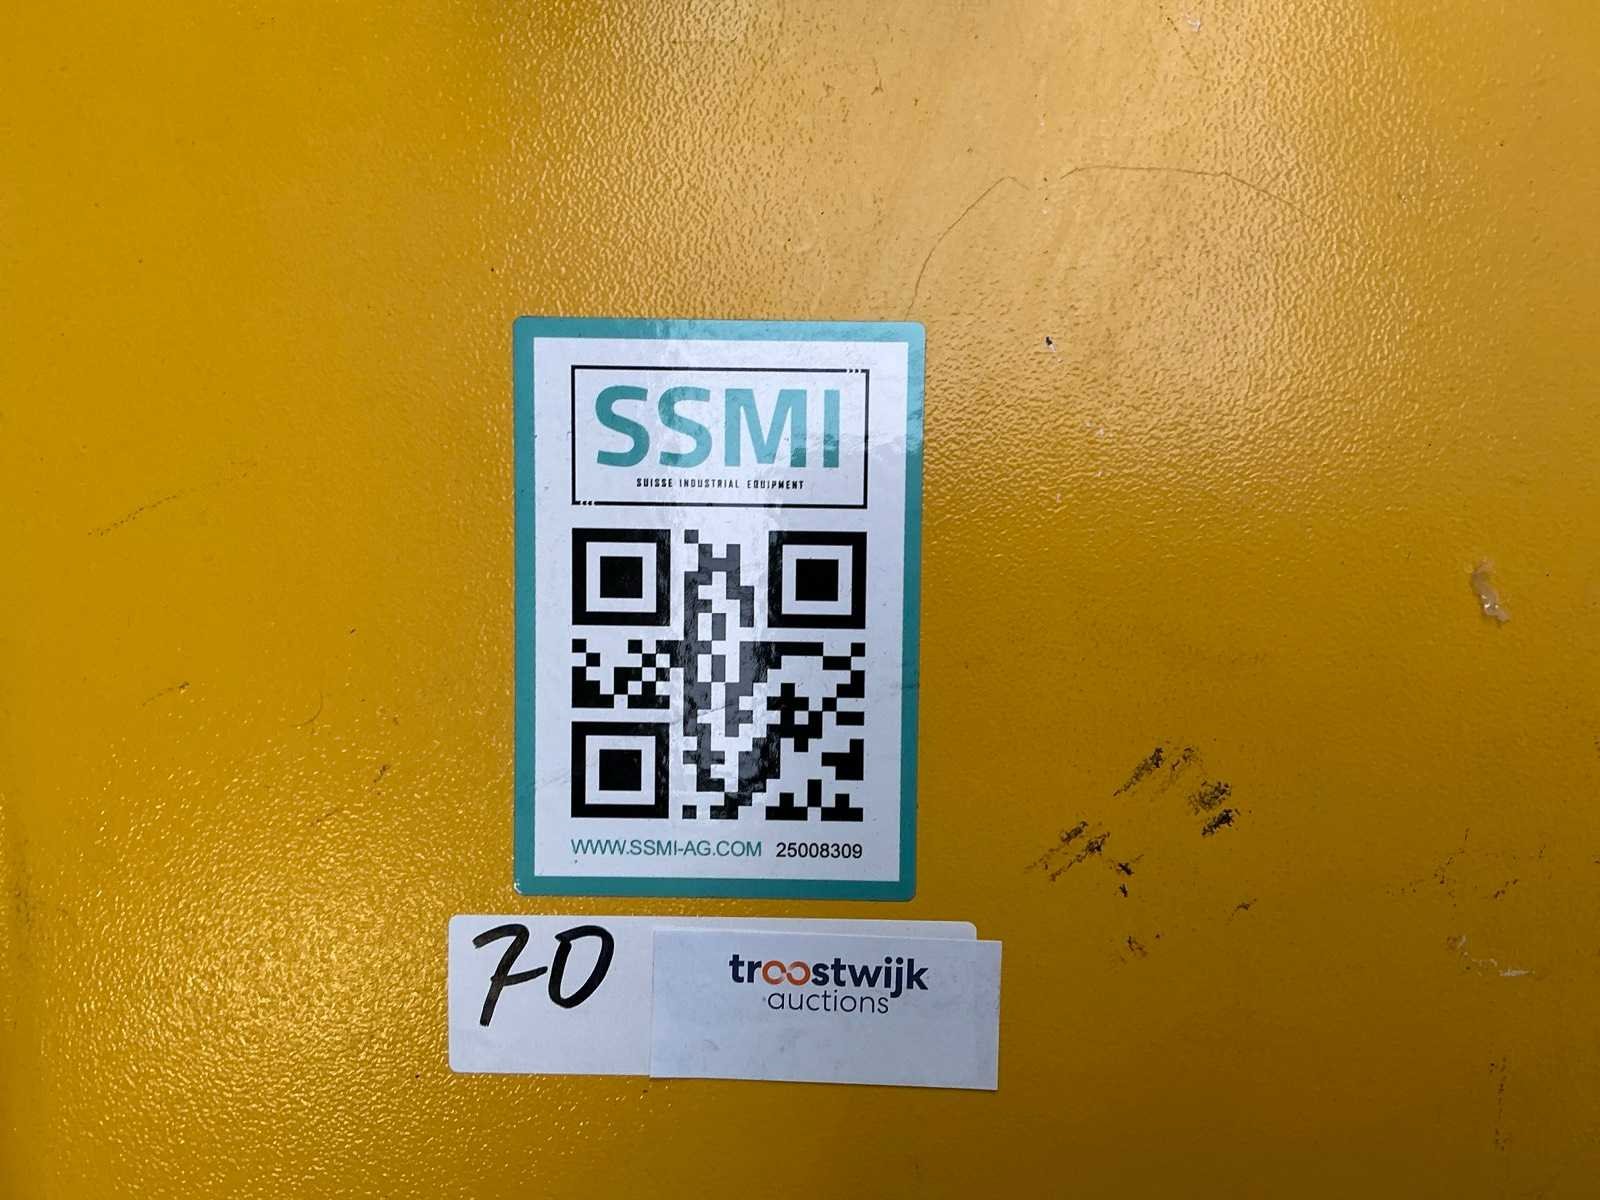 SSMI
SUISSE INDUSTRIAL EQUIPMENT
WWW.SSMI-AG.COM 25008309
70
troostwijk
auctions